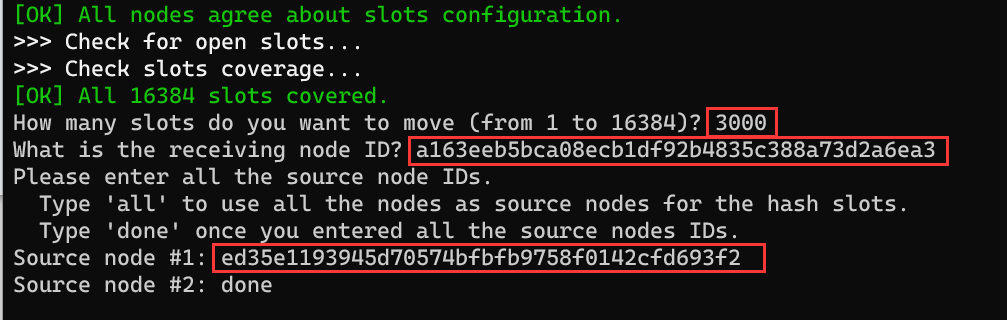 [OK] All nodes agree about slots configuration.
>>> Check for open slots...
>>> Check slots coverage...
[OK] All 16384 slots covered.
How many slots do you want to move (from 1 to 16384)? 3000
What is the receiving node ID? a163eeb5bca08ecb1df92b4835c388a73d2a6ea3
Please enter all the source node IDs.
  Type 'all' to use all the nodes as source nodes for the hash slots.
  Type 'done' once you entered all the source nodes IDs.
Source node #1: ed35e1193945d70574bfbfb9758f0142cfd693f2
Source node #2: done